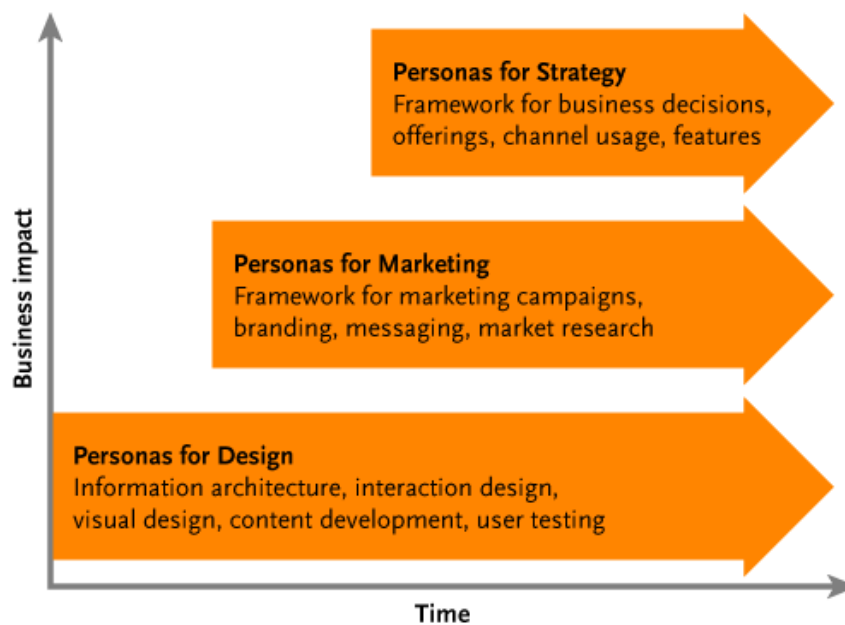 Personas for Strategy
Framework for business decisions,
offerings, channel usage, features
Personas for Marketing
Framework for marketing campaigns,
branding, messaging, market research
Personas for Design
Information architecture, interaction design,
visual design, content development, user testing
Business impact
Time